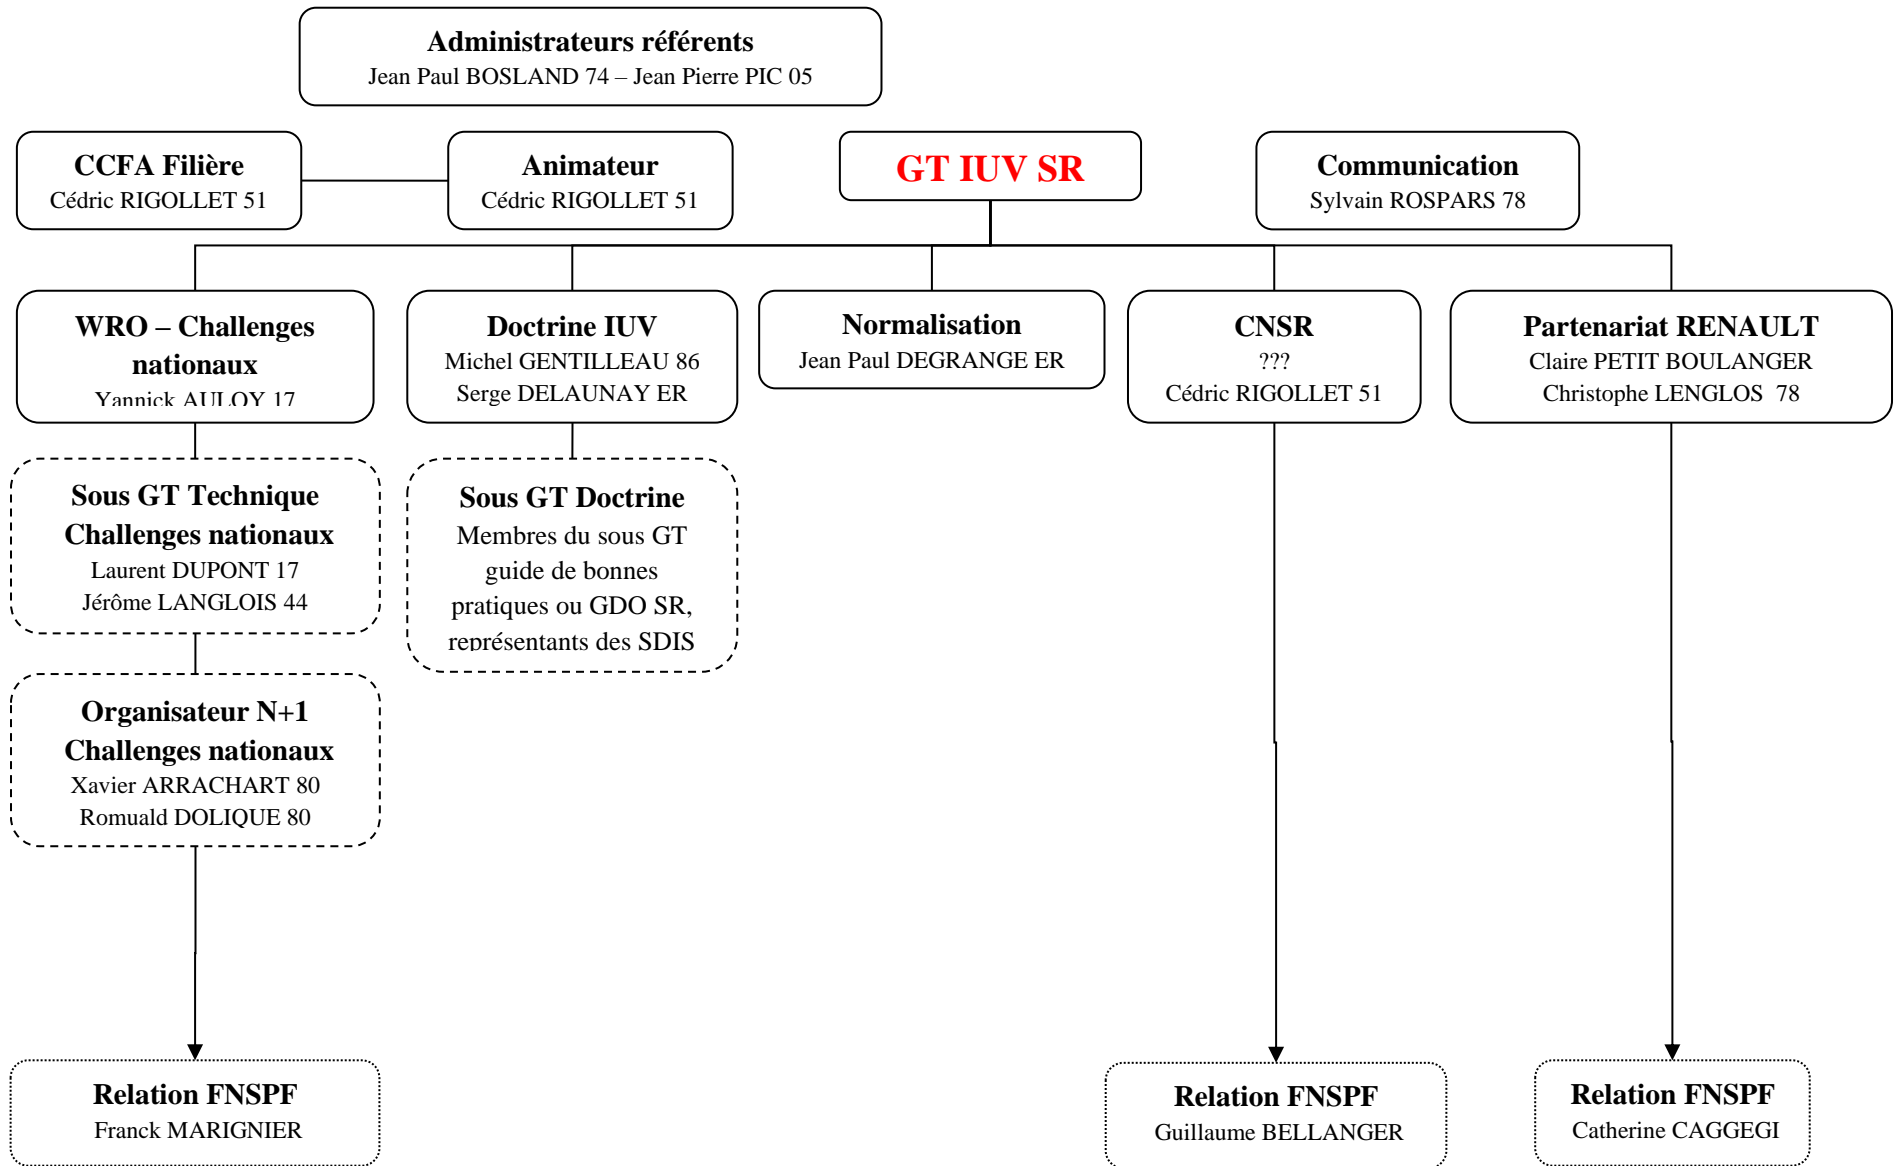 Administrateurs référents
Jean Paul BOSLAND 74 – Jean Pierre PIC 05
CCFA Filière
Cédric RIGOLLET 51
Animateur
Cédric RIGOLLET 51
GT IUV SR
Communication
Sylvain ROSPARS 78
WRO – Challenges
nationaux
Yannick AULOY 17
Doctrine IUV
Michel GENTILLEAU 86
Serge DELAUNAY ER
Normalisation
Jean Paul DEGRANGE ER
CNSR
???
Cédric RIGOLLET 51
Partenariat RENAULT
Claire PETIT BOULANGER
Christophe LENGLOS 78
Sous GT Technique
Challenges nationaux
Laurent DUPONT 17
Jérôme LANGLOIS 44
Sous GT Doctrine
Membres du sous GT
guide de bonnes
pratiques ou GDO SR,
représentants des SDIS
Organisateur N+1
Challenges nationaux
Xavier ARRACHART 80
Romuald DOLIQUE 80
Relation FNSPF
Franck MARIGNIER
Relation FNSPF
Guillaume BELLANGER
Relation FNSPF
Catherine CAGGEGI